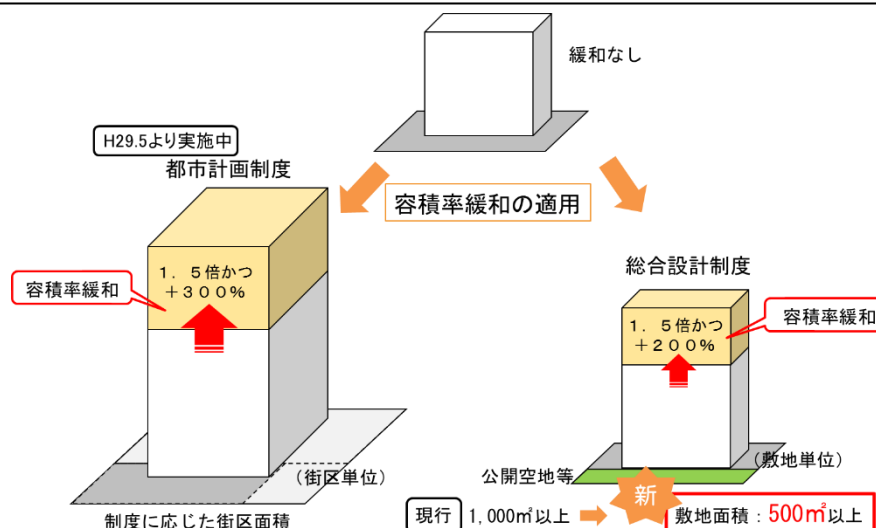 緩和なし
H29.5より実施中
都市計画制度
容積率緩和の適用
総合設計制度
容積率緩和
1．5倍かつ
＋300％
容積率緩和
1．5倍かつ
＋200％
(街区単位)
制度に応じた街区面積
公開空地等
(敷地単位)
現行 1,000㎡以上
新
敷地面積：500㎡以上